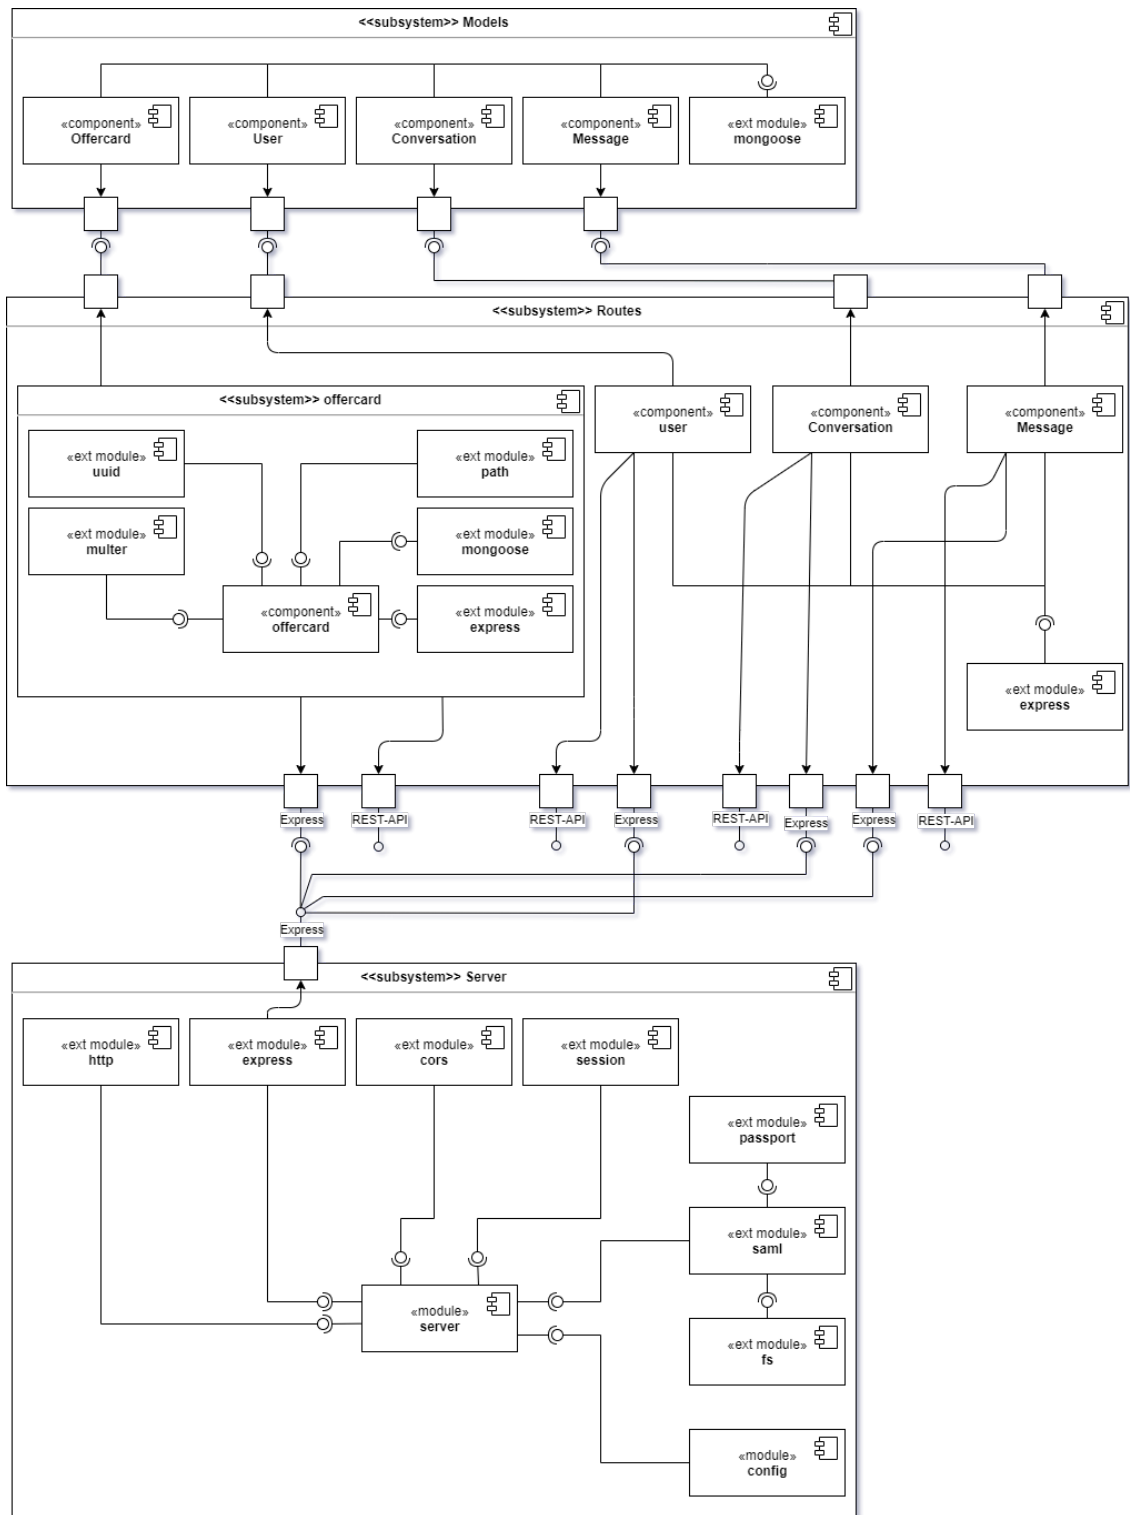 <<subsystem>> Models
«component»
Offercard
«component»
User
«component»
Conversation
«component»
Message
«ext module»
mongoose
<<subsystem>> Routes
<<subsystem>> offercard
«component»
user
«component»
Conversation
«component»
Message
«ext module»
uuid
«ext module»
path
«ext module»
multer
«ext module»
mongoose
«component»
offercard
«ext module»
express
«ext module»
express
Express
REST-API
REST-API
Express
REST-API
Express
Express
REST-API
Express
<<subsystem>> Server
«ext module»
http
«ext module»
express
«ext module»
cors
«ext module»
session
«ext module»
passport
«ext module»
saml
«module»
server
«ext module»
fs
«module»
config